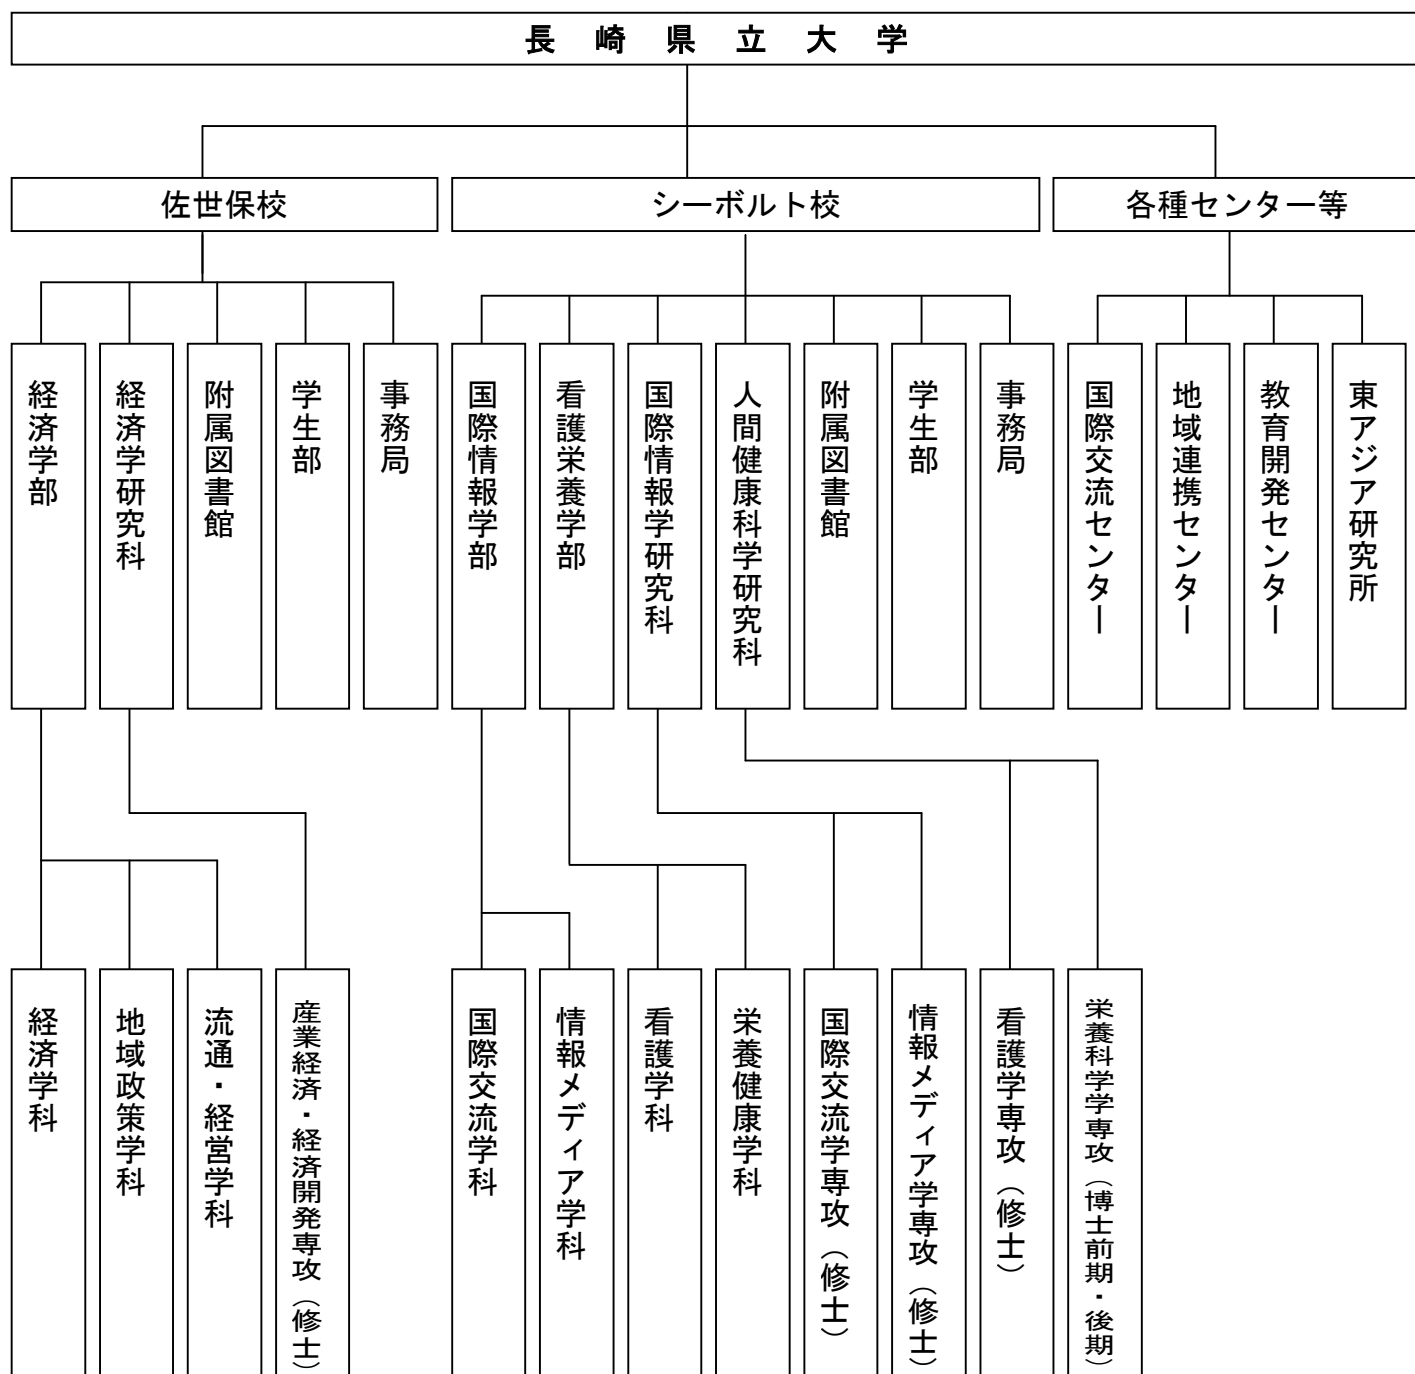 長崎県立大学
佐世保校
シーボルト校
各種センター等
経済学部
経済学研究科
附属図書館
学生部
事務局
国際情報学部
看護栄養学部
国際情報学研究科
人間健康科学研究科
附属図書館
学生部
事務局
国際交流センター
地域連携センター
教育開発センター
東アジア研究所
経済学科
地域政策学科
流通・経営学科
産業経済・経済開発専攻（修士）
国際交流学科
情報メディア学科
看護学科
栄養健康学科
国際交流学専攻（修士）
情報メディア学専攻（修士）
看護学専攻（修士）
栄養科学学専攻（博士前期・後期）